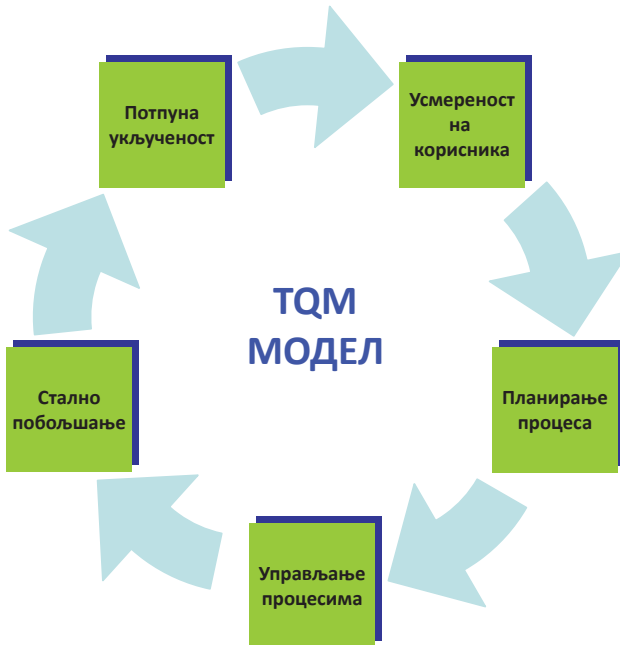 Потпуна
укљученост
Усмереност
на
корисника
TQM
МОДЕЛ
Стално
побољшање
Планирање
процеса
Управљање
процесима